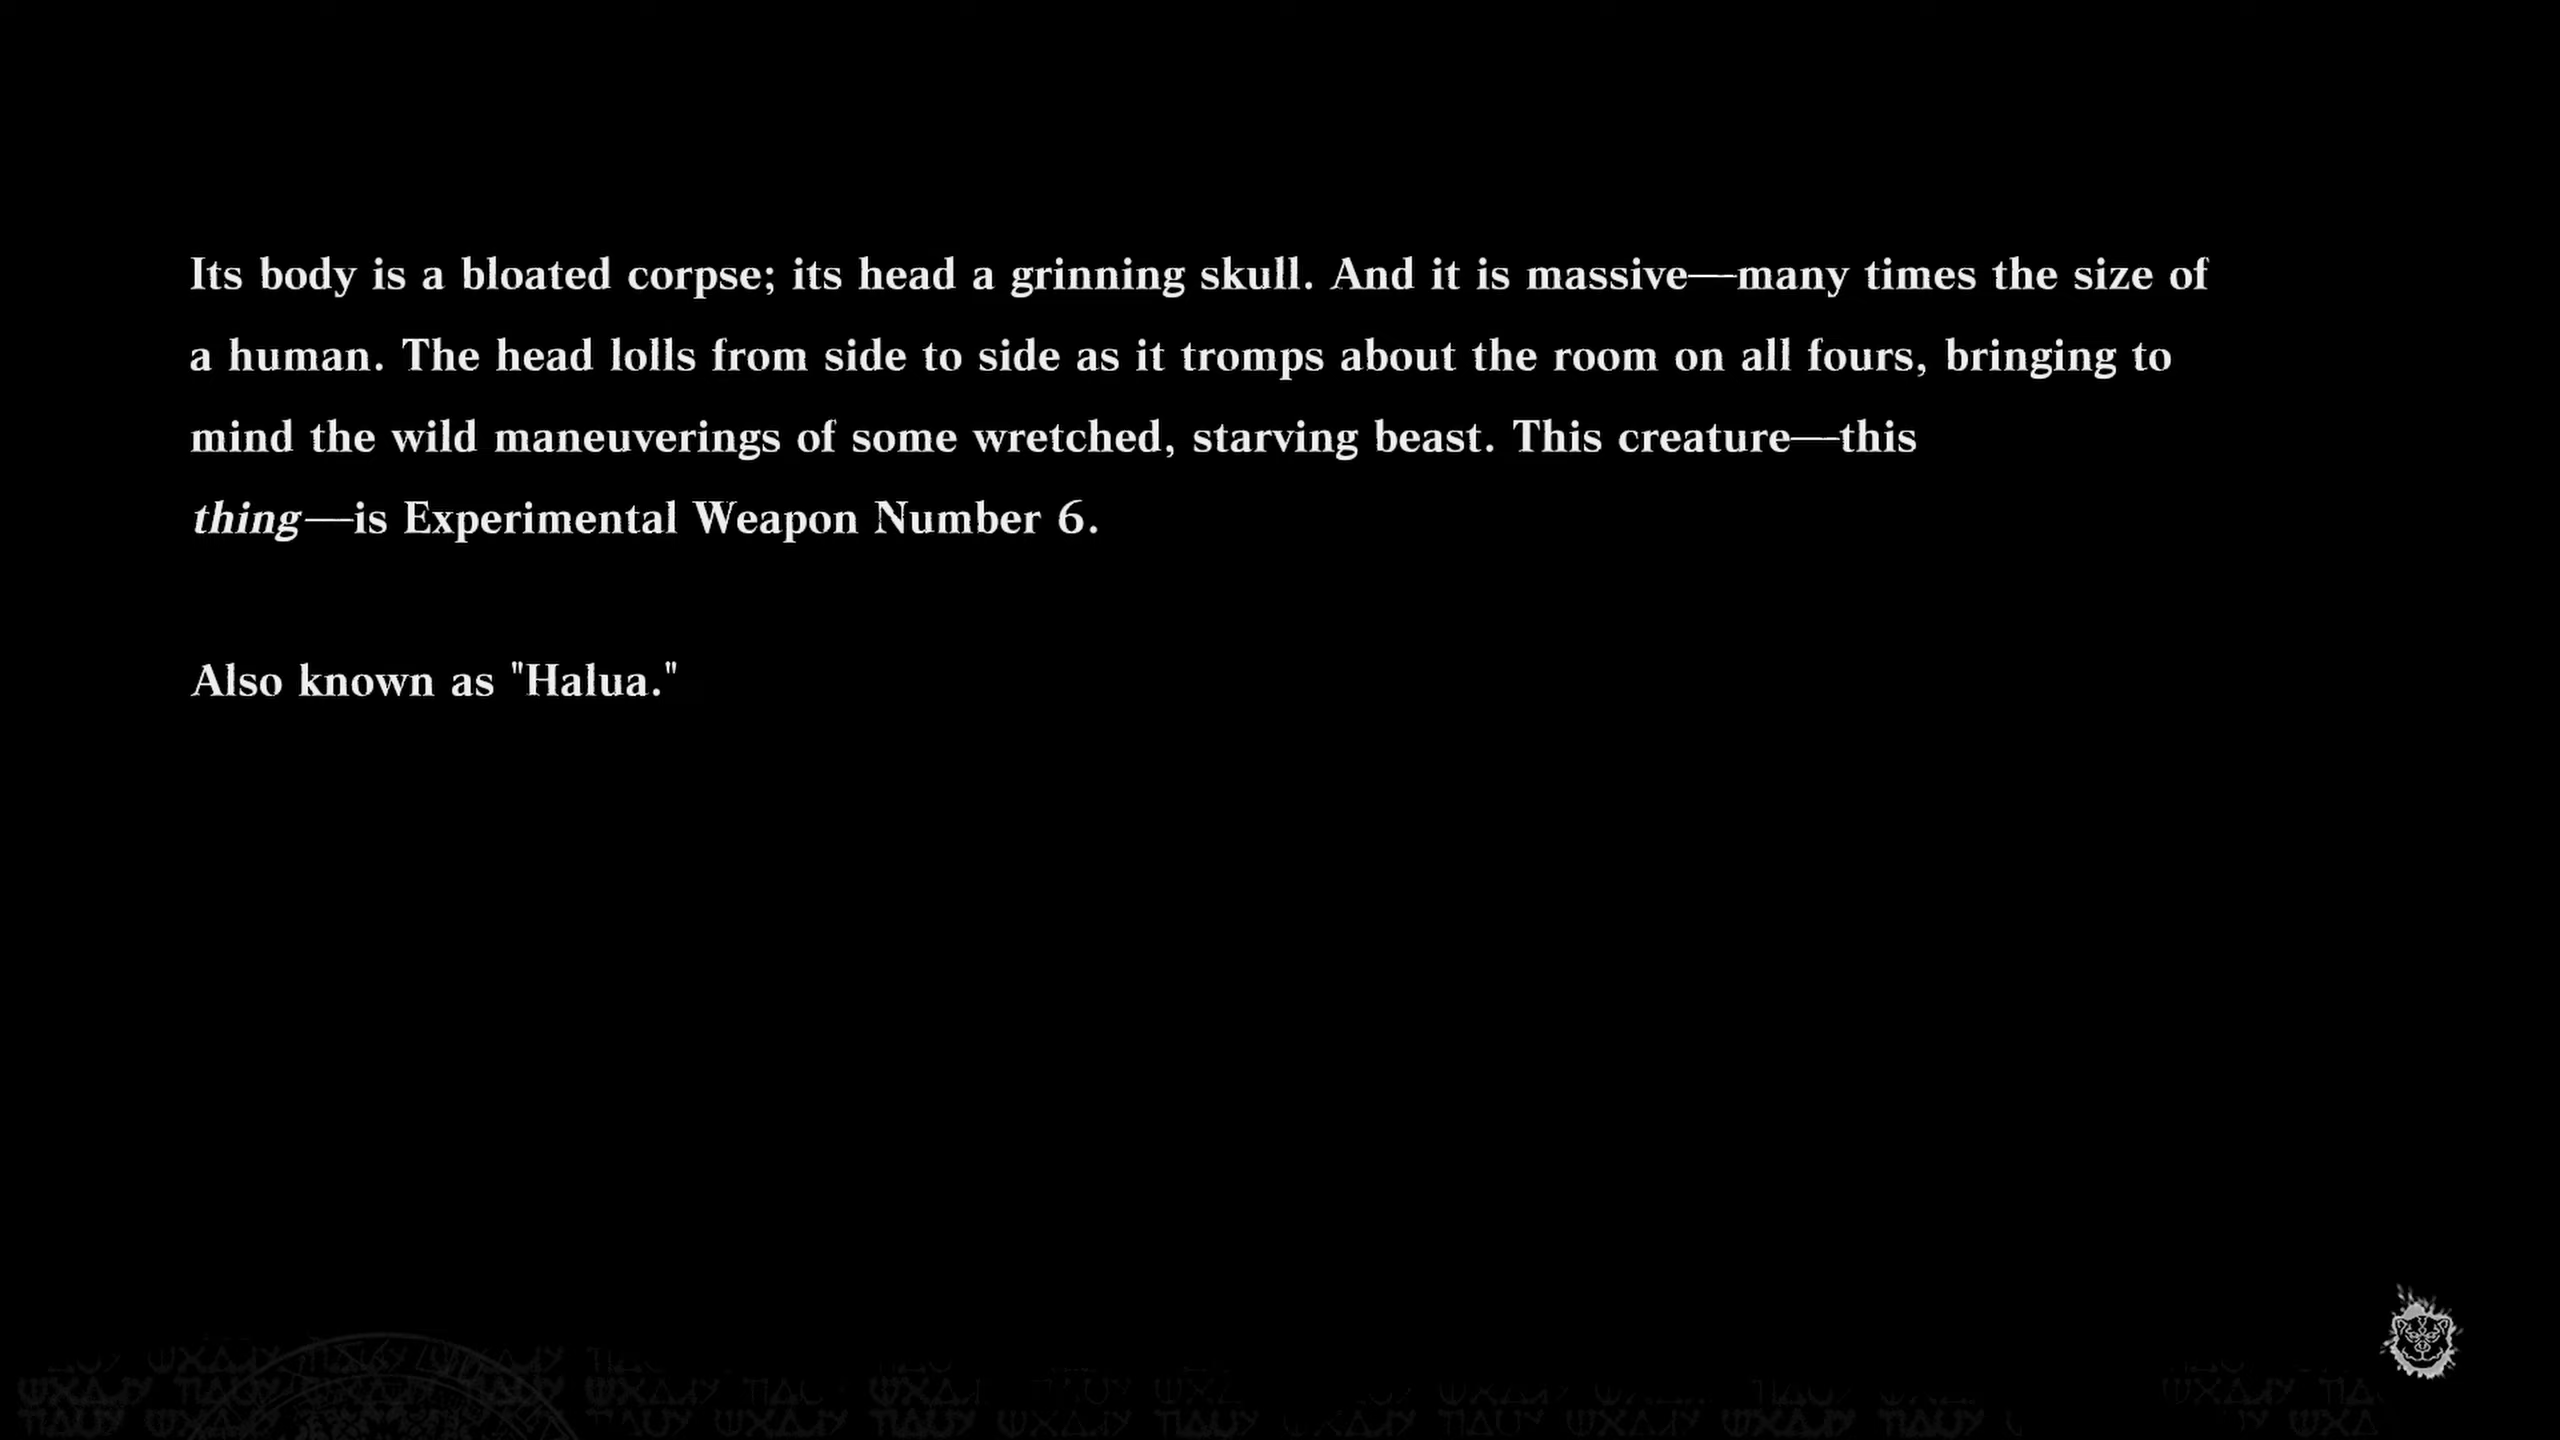 Its body is a bloated corpse; its head a grinning skull. And it is massive—many times the size of
a human. The head lolls from side to side as it tromps about the room on all fours, bringing to
mind the wild maneuverings of some wretched, starving beast. This creature—this
thing—is Experimental Weapon Number 6.
Also known as "Halua."